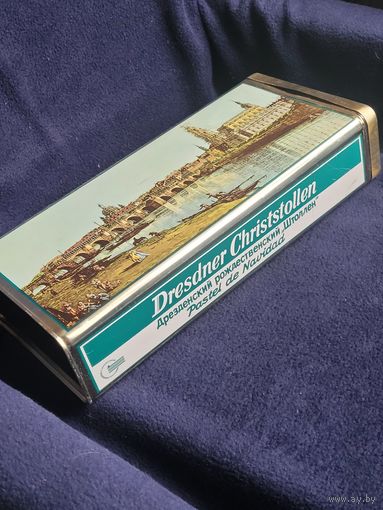 Dresdner Christstollen
Дрезденский рождественский „Штоллен“
Pastel de Navidad
www.ay.by